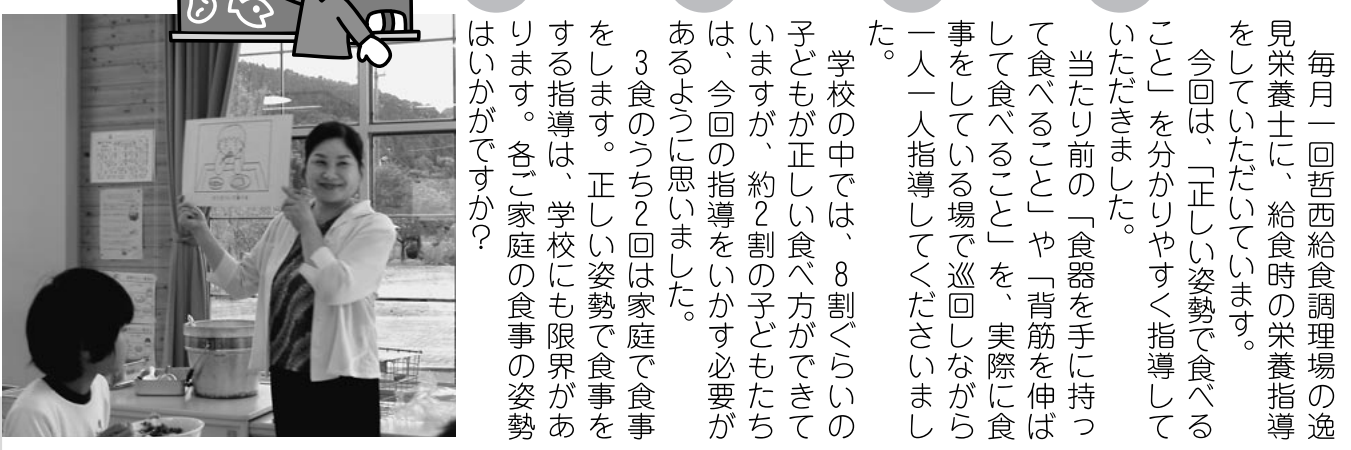 毎月一回哲西給食調理場の逸
見栄養士に、給食時の栄養指導
をしていただいています。
　今回は、「正しい姿勢で食べる
こと」を分かりやすく指導して
いただきました。
　当たり前の「食器を手に持っ
て食べること」や「背筋を伸ば
して食べること」を、実際に食
事をしている場で巡回しながら
一人一人指導してくださいまし
た。
　学校の中では、8割ぐらいの
子どもが正しい食べ方ができて
いますが、約2割の子どもたち
は、今回の指導をいかす必要が
あるように思いました。
　3食のうち2回は家庭で食事
をします。正しい姿勢で食事を
する指導は、学校にも限界があ
ります。各ご家庭の食事の姿勢
はいかがですか?